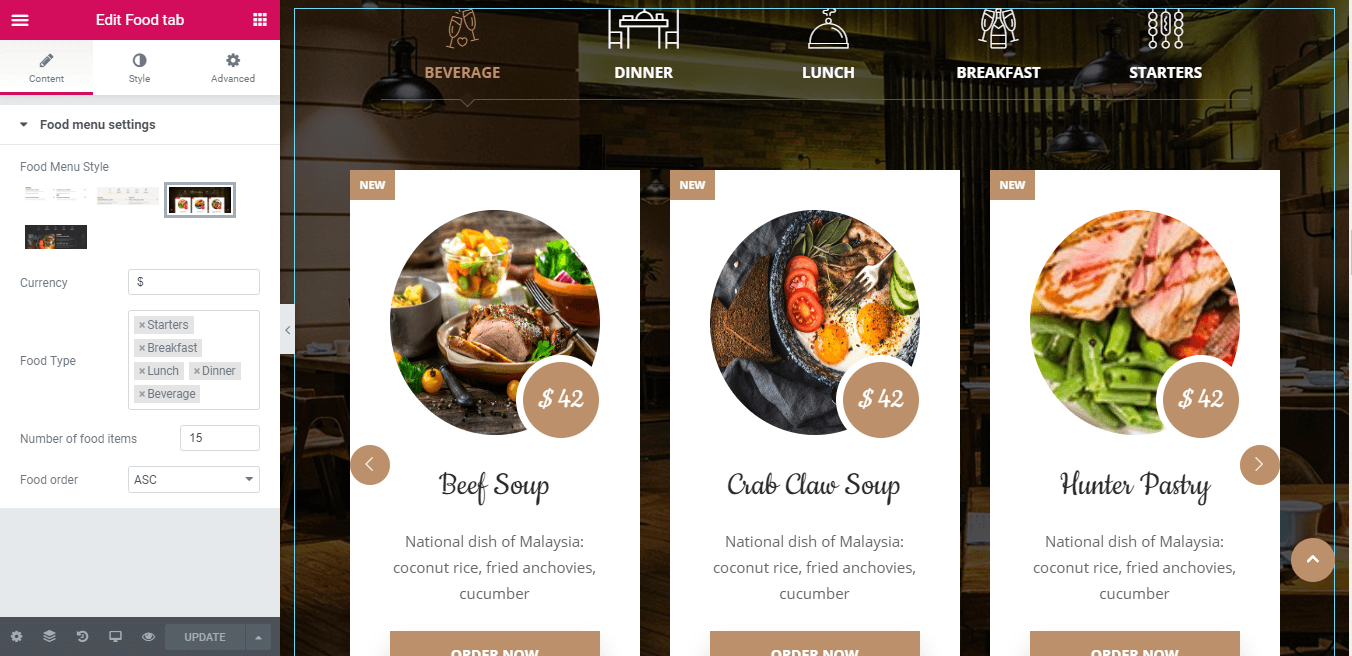 Edit Food tab
Content
Style
Advanced
Food menu settings
Food Menu Style
Currency
$
Food Type
×Starters
×Breakfast
×Lunch ×Dinner
×Beverage
Number of food items
15
Food order
ASC
UPDATE
BEVERAGE
DINNER
LUNCH
BREAKFAST
STARTERS
NEW
$ 42
Beef Soup
National dish of Malaysia:
coconut rice, fried anchovies,
cucumber
ORDER NOW
NEW
$ 42
Crab Claw Soup
National dish of Malaysia:
coconut rice, fried anchovies,
cucumber
ORDER NOW
NEW
$ 42
Hunter Pastry
National dish of Malaysia:
coconut rice, fried anchovies,
cucumber
ORDER NOW